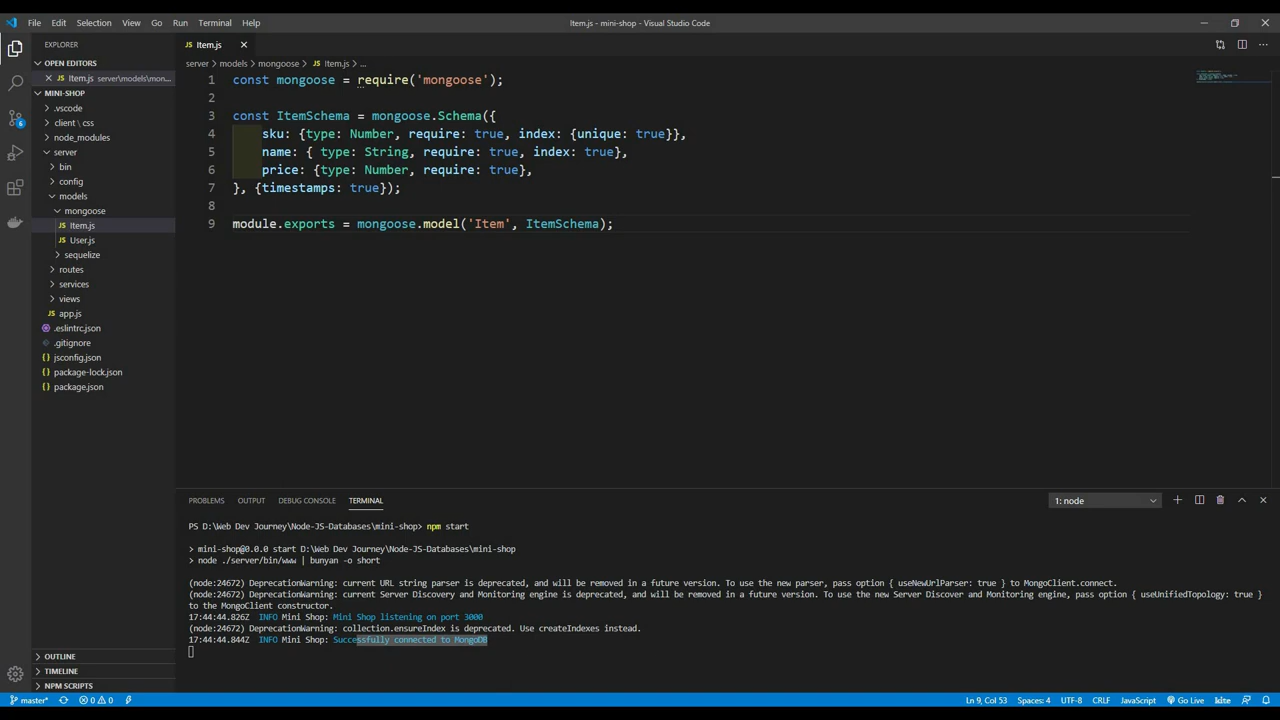 File Edit Selection View Go Run Terminal Help
Item.js - mini-shop - Visual Studio Code
EXPLORER
OPEN EDITORS
Item.js server\models\mon...
MINI-SHOP
.vscode
client \ css
node_modules
server
bin
config
models
mongoose
Item.js
User.js
sequelize
routes
services
views
app.js
.eslintrc.json
.gitignore
jsconfig.json
package-lock.json
package.json
OUTLINE
TIMELINE
NPM SCRIPTS
Item.js
server > models > mongoose > Item.js > ...
1 const mongoose = require('mongoose');
2
3 const ItemSchema = mongoose.Schema({
4 sku: {type: Number, require: true, index: {unique: true}},
5 name: { type: String, require: true, index: true},
6 price: {type: Number, require: true},
7 }, {timestamps: true});
8
9 module.exports = mongoose.model('Item', ItemSchema);
PROBLEMS OUTPUT DEBUG CONSOLE TERMINAL
1: node
PS D:\Web Dev Journey\Node-JS-Databases\mini-shop> npm start
> mini-shop@0.0.0 start D:\Web Dev Journey\Node-JS-Databases\mini-shop
> node ./server/bin/www | bunyan -o short
(node:24672) DeprecationWarning: current URL string parser is deprecated, and will be removed in a future version. To use the new parser, pass option { useNewUrlParser: true } to MongoClient.connect.
(node:24672) DeprecationWarning: current Server Discovery and Monitoring engine is deprecated, and will be removed in a future version. To use the new Server Discover and Monitoring engine, pass option { useUnifiedTopology: true }
to the MongoClient constructor.
17:44:44.826Z INFO Mini Shop: Mini Shop listening on port 3000
(node:24672) DeprecationWarning: collection.ensureIndex is deprecated. Use createIndexes instead.
17:44:44.844Z INFO Mini Shop: Successfully connected to MongoDB
master* 0 0
Ln 9, Col 53 Spaces: 4 UTF-8 CRLF JavaScript Go Live kite